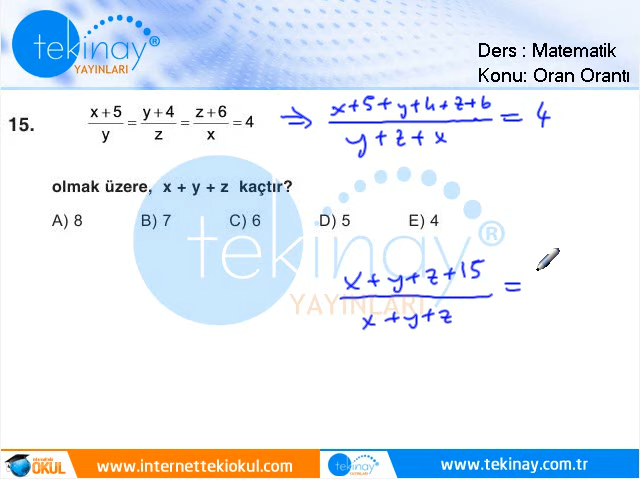 tekinay®
YAYINLARI
Ders : Matematik
Konu: Oran Orantı
15. x+5/y = y+4/z = z+6/x = 4 ⇒ x+5+y+4+z+6/y+z+x = 4
olmak üzere, x + y + z kaçtır?
A) 8 B) 7 C) 6 D) 5 E) 4
tekinay®
YAYINLARI
x+y+z+15/x+y+z =
OKUL www.internettekiokul.com tekinay www.tekinay.com.tr